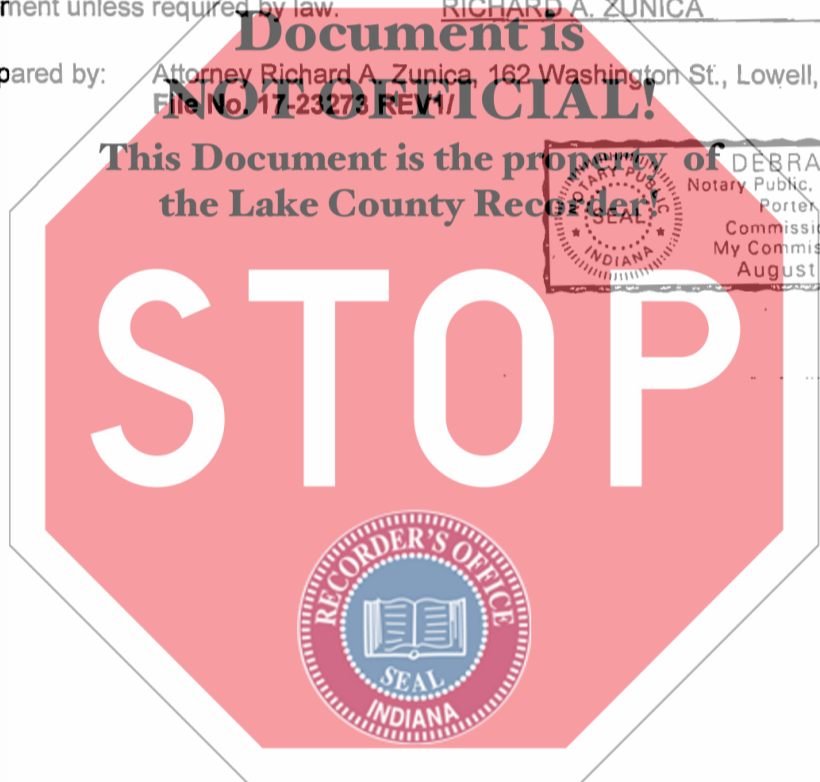 ment unless required by law. RICHARD A. ZUNICA
Document is
pared by: Attorney Richard A. Zunica, 162 Washington St., Lowell,
NOT OFFICIAL!
File No. 17-23273 REV1/
This Document is the property of
the Lake County Recorder!
DEBRA
Notary Public,
Porter
Commissi
My Commis
August
NOTARY PUBLIC
SEAL
INDIANA
STOP
RECORDER'S OFFICE
SEAL
INDIANA